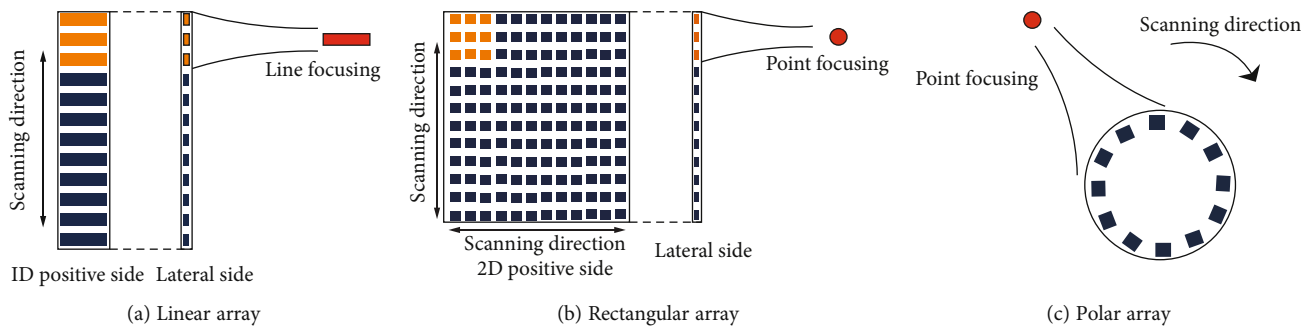 Scanning direction
Line focusing
ID positive side
Lateral side
(a) Linear array
Scanning direction
Point focusing
Scanning direction
2D positive side
Lateral side
(b) Rectangular array
Scanning direction
Point focusing
(c) Polar array